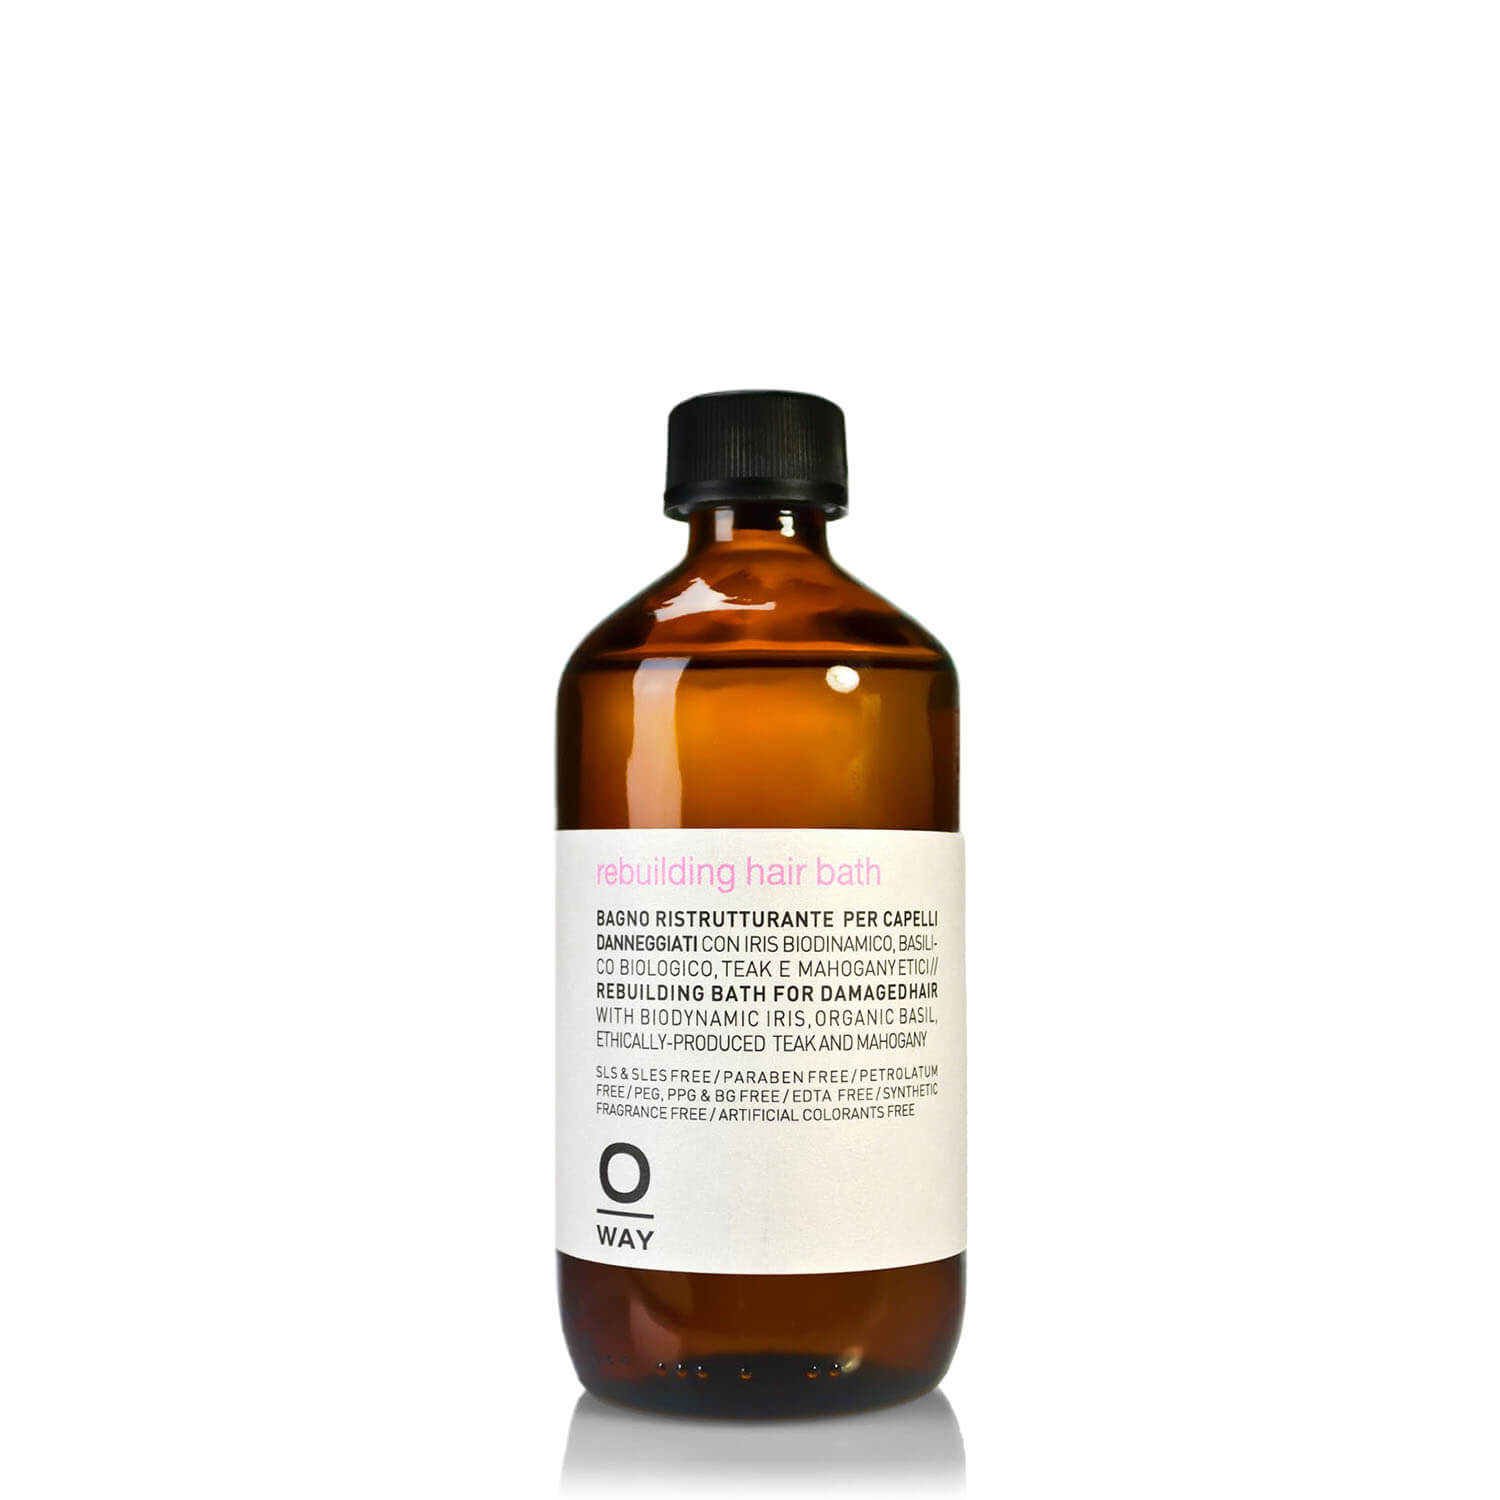 rebuilding hair bath
BAGNO RISTRUTTURANTE PER CAPELLI
DANNEGGIATI CON IRIS BIODINAMICO, BASILI-
CO BIOLOGICO, TEAK E MAHOGANY ETICI//
REBUILDING BATH FOR DAMAGED HAIR
WITH BIODYNAMIC IRIS, ORGANIC BASIL,
ETHICALLY-PRODUCED TEAK AND MAHOGANY
SLS & SLES FREE / PARABEN FREE / PETROLATUM
FREE / PEG, PPG & BG FREE / EDTA FREE / SYNTHETIC
FRAGRANCE FREE / ARTIFICIAL COLORANTS FREE
O
WAY